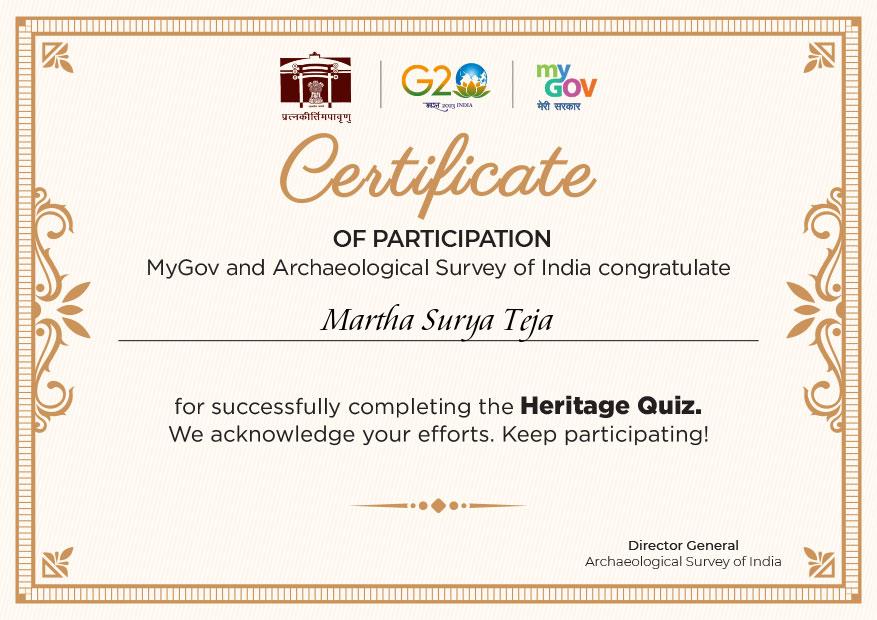 प्रत्नकीर्तिमपावृणु
G20
भारत 2023 INDIA
my
GOV
मेरी सरकार
Certificate
OF PARTICIPATION
MyGov and Archaeological Survey of India congratulate
Martha Surya Teja
for successfully completing the Heritage Quiz.
We acknowledge your efforts. Keep participating!
Director General
Archaeological Survey of India